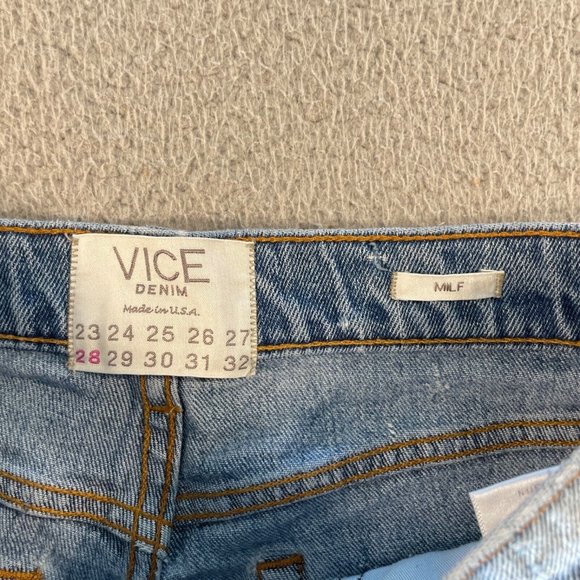 VICE
DENIM
Made in U.S.A.
23 24 25 26 27
28 29 30 31 32
MILF